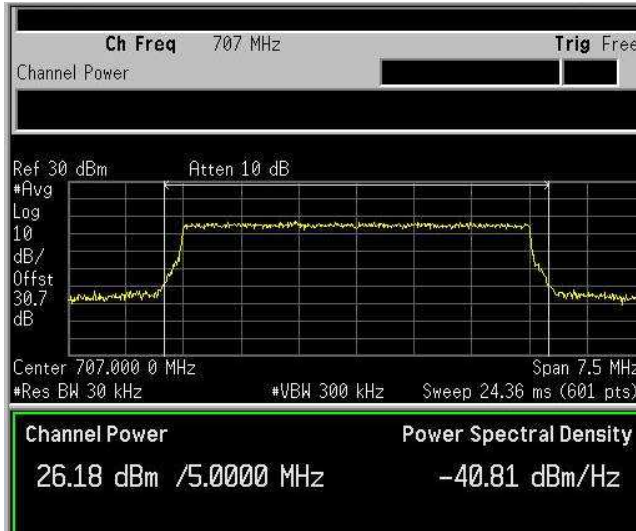 Ch Freq 707 MHz Trig Free
Channel Power
Ref 30 dBm Atten 10 dB
#Avg
Log
10
dB/
Offst
30.7
dB
Center 707.000 0 MHz Span 7.5 MHz
#Res BW 30 kHz #VBW 300 kHz Sweep 24.36 ms (601 pts)
Channel Power Power Spectral Density
26.18 dBm /5.0000 MHz -40.81 dBm/Hz